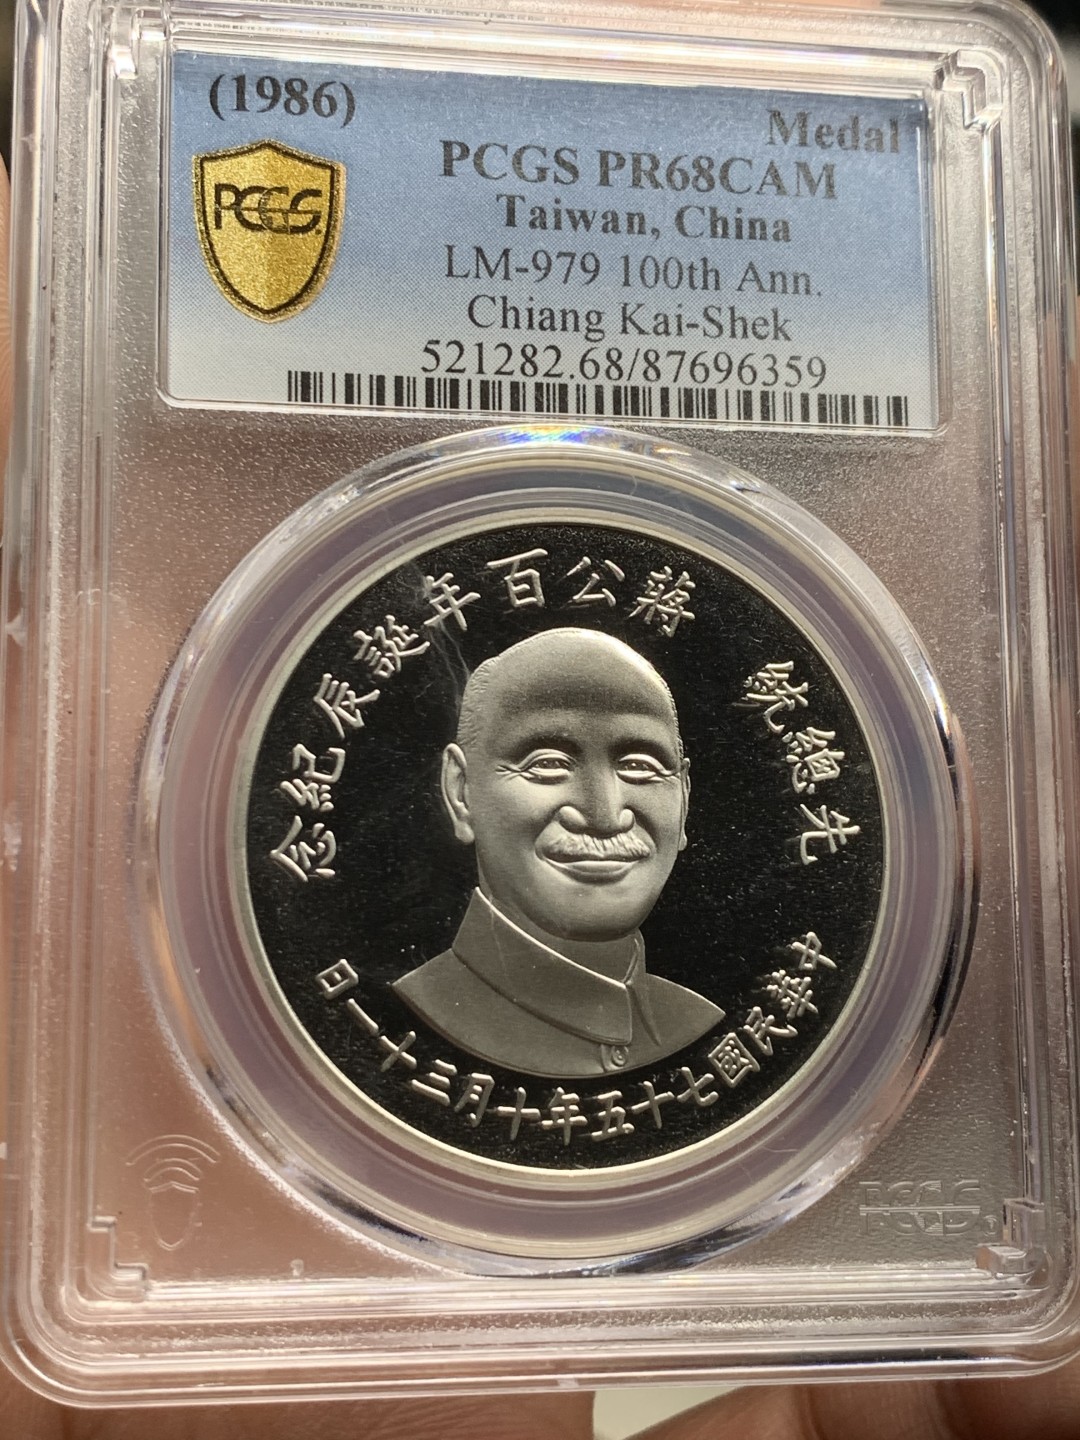 (1986)
Medal
PCGS
PCGS PR68CAM
Taiwan, China
LM-979 100th Ann.
Chiang Kai-Shek
521282.68/87696359
先總統
蔣公百年誕辰紀念
中華民國七十五年十月三十一日
PCGS